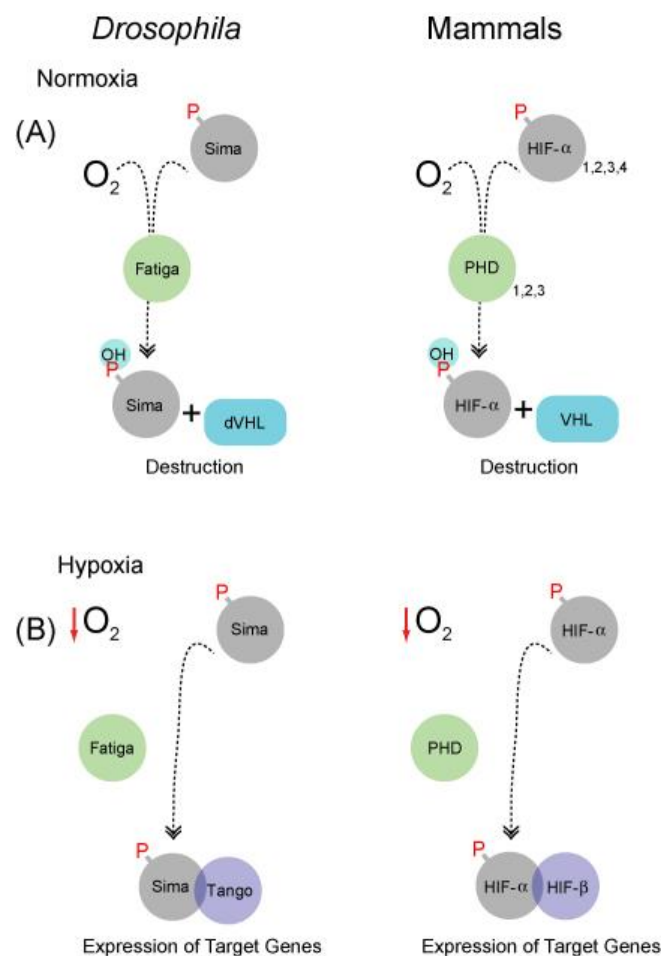 Drosophila
Mammals
Normoxia
(A)
P
Sima
O2
Fatiga
OH
P
Sima
+
dVHL
Destruction
P
HIF-α
1,2,3,4
O2
PHD
1,2,3
OH
P
HIF-α
+
VHL
Destruction
Hypoxia
(B)
↓O2
P
Sima
Fatiga
P
Sima
Tango
Expression of Target Genes
↓O2
P
HIF-α
PHD
P
HIF-α
HIF-β
Expression of Target Genes